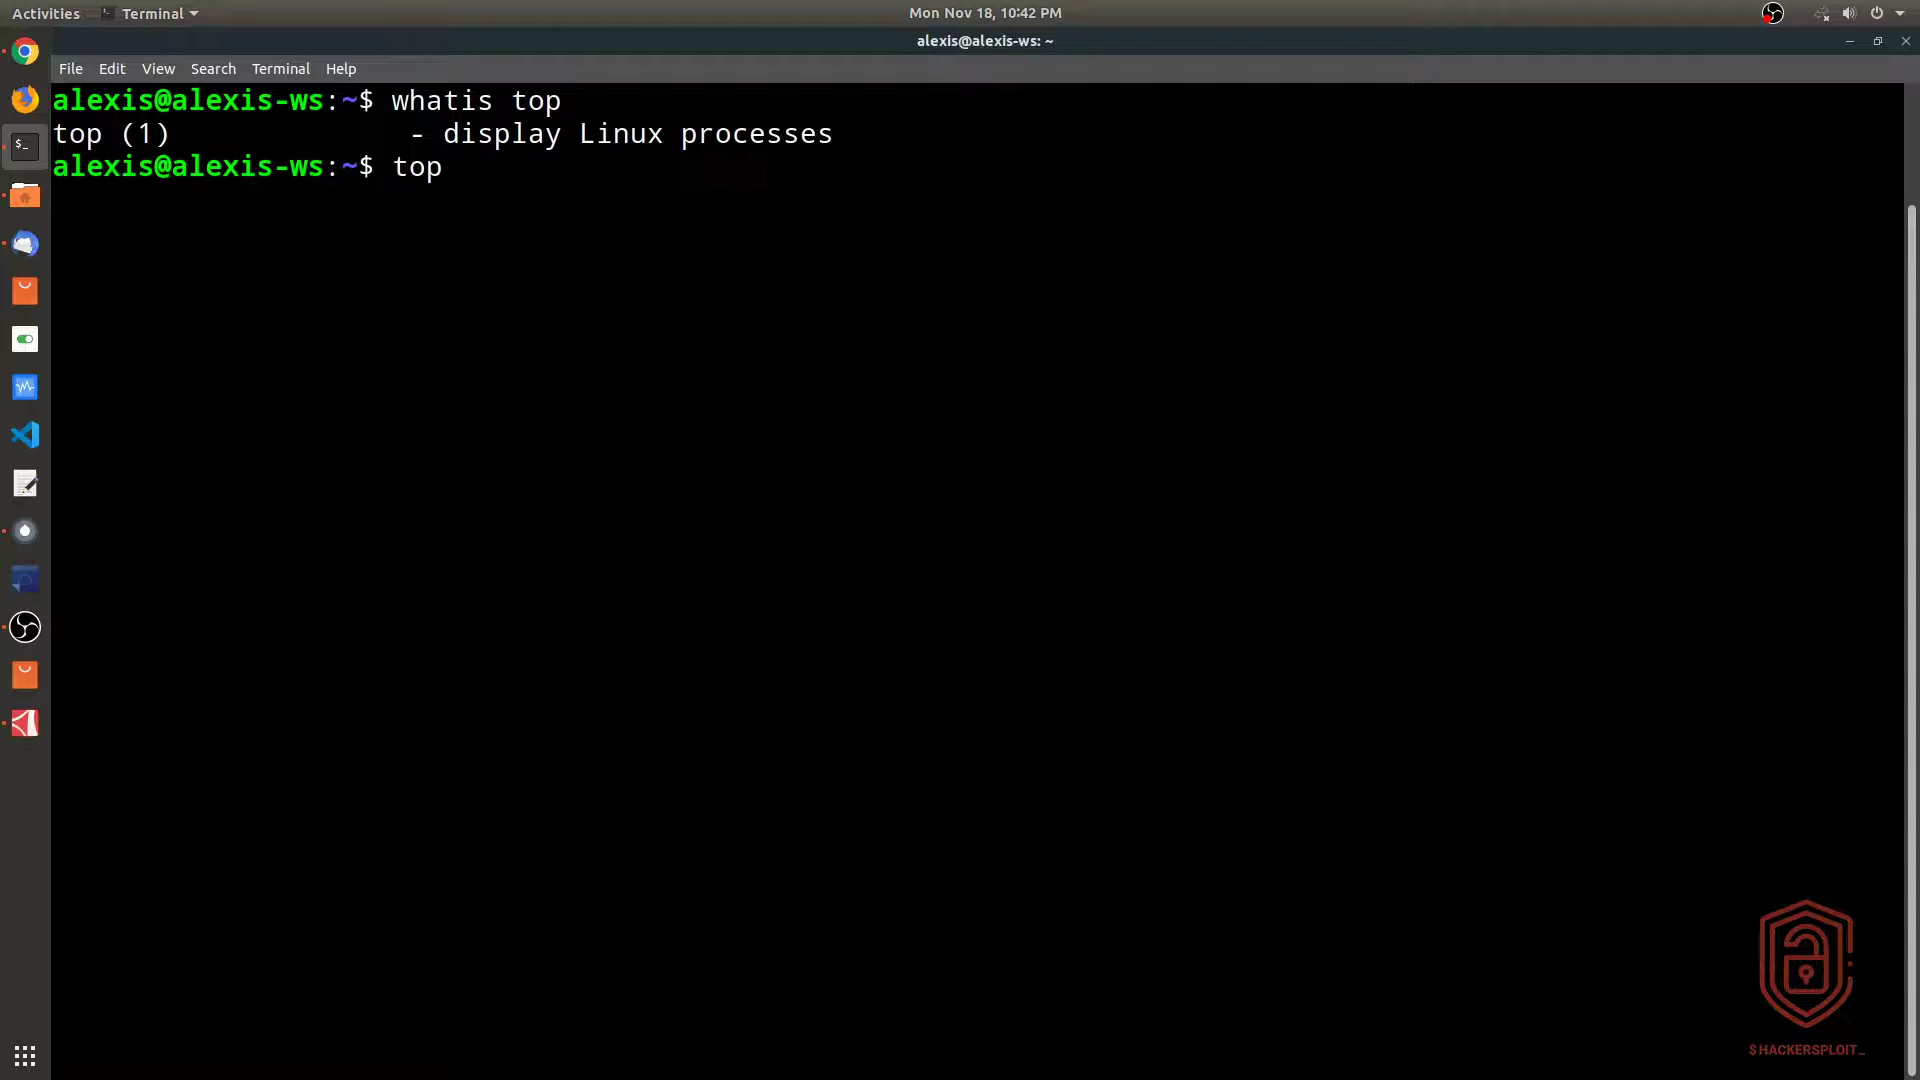 Activities Terminal Mon Nov 18, 10:42 PM
alexis@alexis-ws: ~
File Edit View Search Terminal Help
alexis@alexis-ws:~$ whatis top
top (1)              - display Linux processes
alexis@alexis-ws:~$ top
$HACKERSPLOIT_